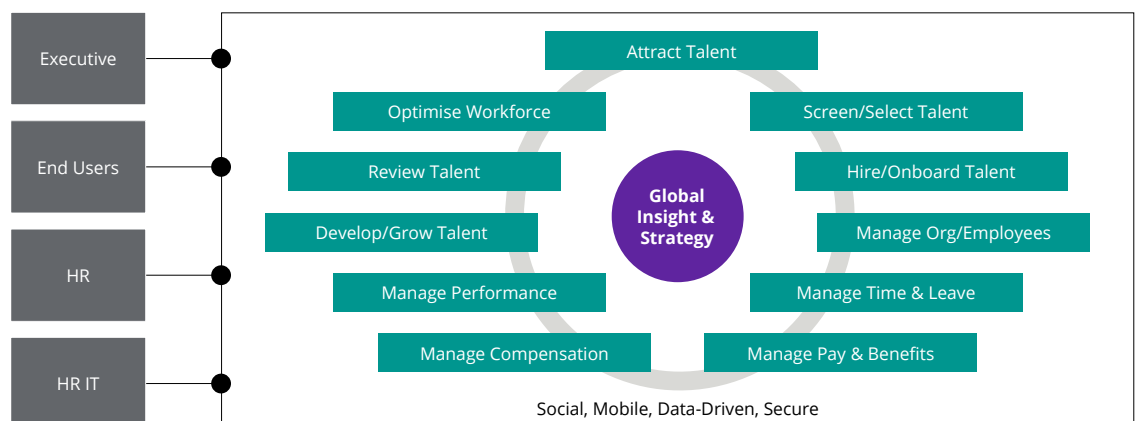 Executive
End Users
HR
HR IT
Attract Talent
Optimise Workforce
Screen/Select Talent
Review Talent
Hire/Onboard Talent
Global
Insight &
Strategy
Develop/Grow Talent
Manage Org/Employees
Manage Performance
Manage Time & Leave
Manage Compensation
Manage Pay & Benefits
Social, Mobile, Data-Driven, Secure